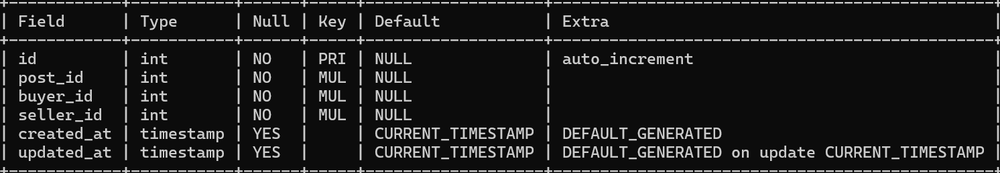 | Field | Type | Null | Key | Default | Extra |
| id | int | NO | PRI | NULL | auto_increment |
| post_id | int | NO | MUL | NULL | |
| buyer_id | int | NO | MUL | NULL | |
| seller_id | int | NO | MUL | NULL | |
| created_at | timestamp | YES | | CURRENT_TIMESTAMP | DEFAULT_GENERATED |
| updated_at | timestamp | YES | | CURRENT_TIMESTAMP | DEFAULT_GENERATED on update CURRENT_TIMESTAMP |